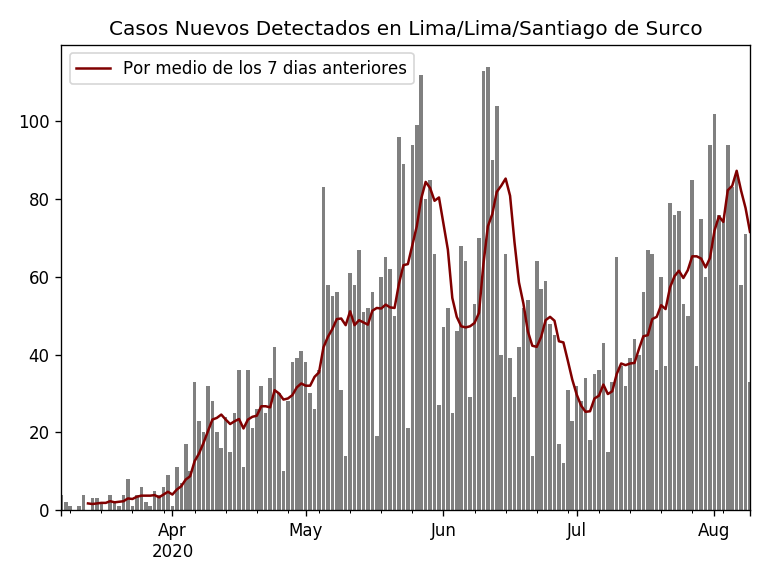 Casos Nuevos Detectados en Lima/Lima/Santiago de Surco
Por medio de los 7 dias anteriores
100
80
60
40
20
0
Apr May Jun Jul Aug
2020